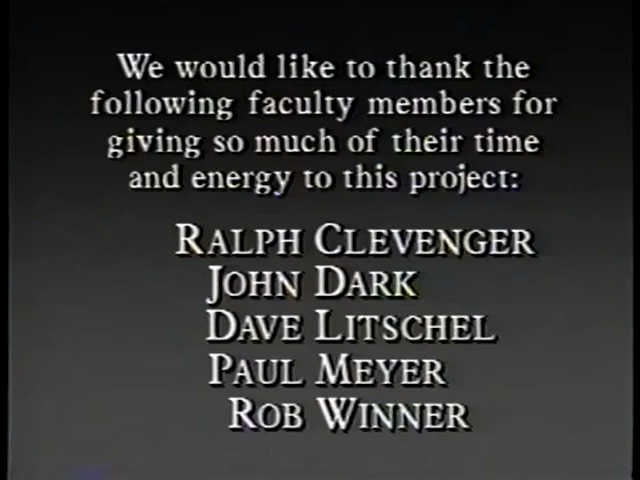 We would like to thank the
following faculty members for
giving so much of their time
and energy to this project:
RALPH CLEVENGER
JOHN DARK
DAVE LITSCHEL
PAUL MEYER
ROB WINNER